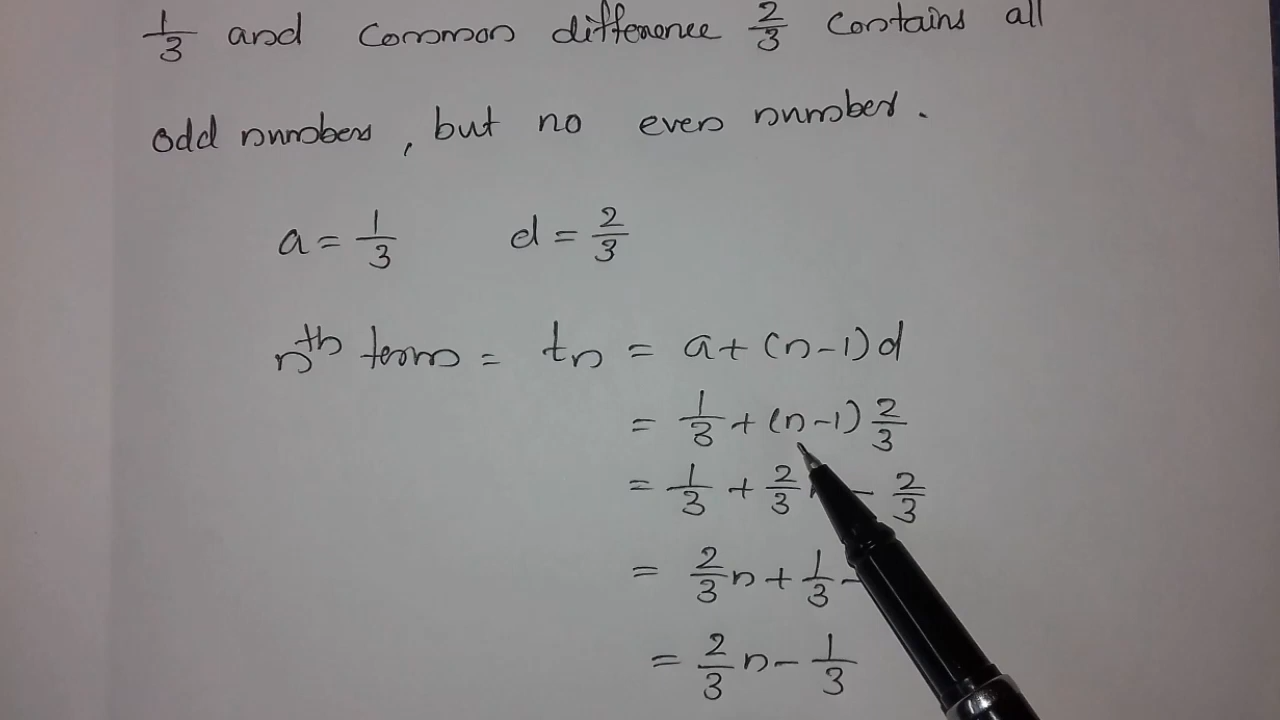 1/3 and common difference 2/3 contains all
odd numbers, but no even number.
a = 1/3 d = 2/3
nth term = tn = a + (n-1)d
= 1/3 + (n-1) 2/3
= 1/3 + 2/3 - 2/3
= 2/3 n + 1/3 -
= 2/3 n - 1/3